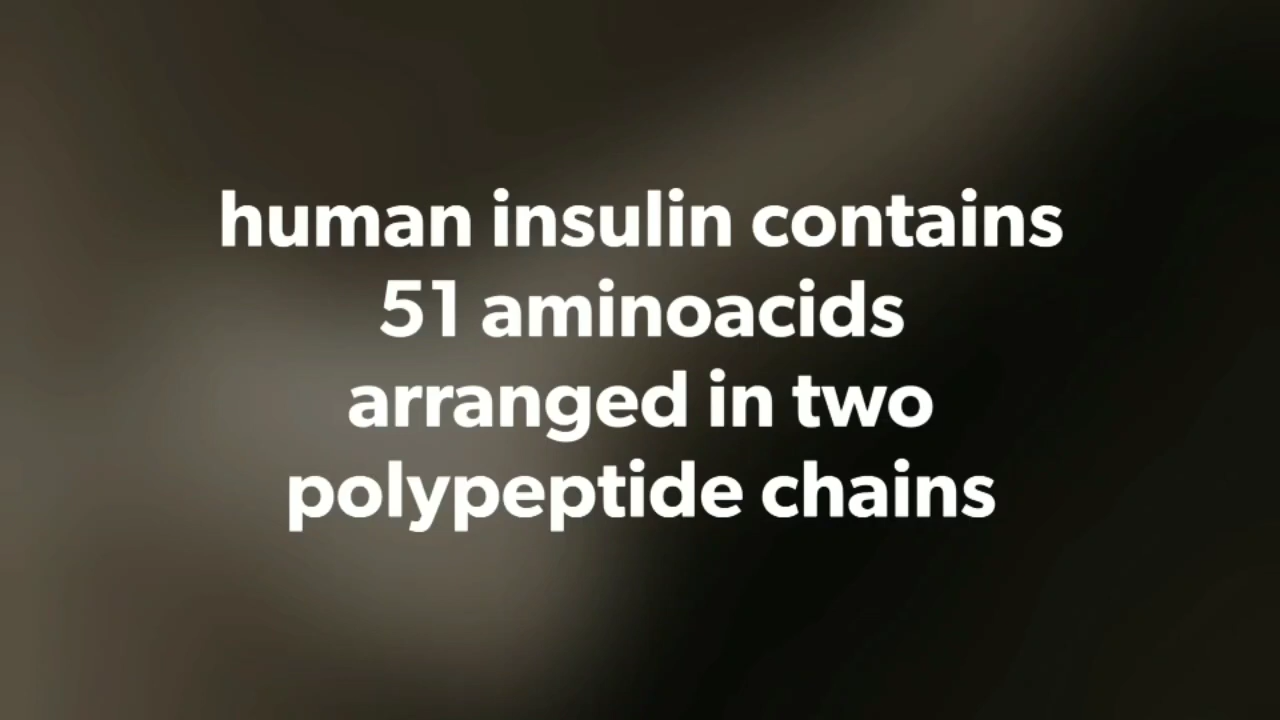 human insulin contains
51 aminoacids
arranged in two
polypeptide chains